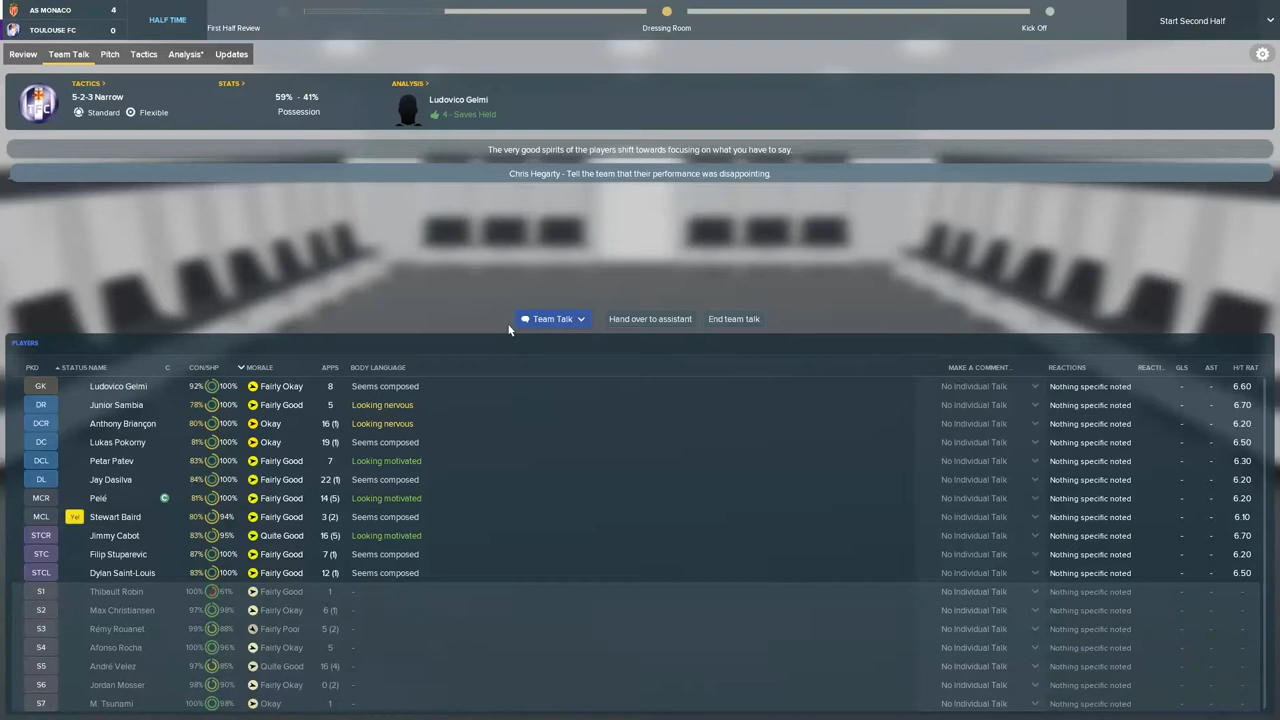 AS MONACO 4
TOULOUSE FC 0
HALF TIME
First Half Review
Dressing Room
Kick Off
Start Second Half
Review Team Talk Pitch Tactics Analysis* Updates
TFC
TACTICS > STATS > ANALYSIS >
5-2-3 Narrow 59% - 41% Ludovico Gelmi
Standard Flexible Possession 4 - Saves Held
The very good spirits of the players shift towards focusing on what you have to say.
Chris Hegarty - Tell the team that their performance was disappointing.
Team Talk Hand over to assistant End team talk
PLAYERS
PKD STATUS NAME C CON/SHP MORALE APPS BODY LANGUAGE MAKE A COMMENT... REACTIONS REACTI... GLS AST H/T RAT
GK Ludovico Gelmi 92% 100% Fairly Okay 8 Seems composed No Individual Talk Nothing specific noted - - 6.60
DR Junior Sambia 78% 100% Fairly Good 5 Looking nervous No Individual Talk Nothing specific noted - - 6.70
DCR Anthony Briançon 80% 100% Okay 16 (1) Looking nervous No Individual Talk Nothing specific noted - - 6.20
DC Lukas Pokorny 81% 100% Okay 19 (1) Seems composed No Individual Talk Nothing specific noted - - 6.50
DCL Petar Patev 83% 100% Fairly Good 7 Looking motivated No Individual Talk Nothing specific noted - - 6.30
DL Jay Dasilva 84% 100% Fairly Good 22 (1) Seems composed No Individual Talk Nothing specific noted - - 6.20
MCR Pelé C 81% 100% Fairly Good 14 (5) Looking motivated No Individual Talk Nothing specific noted - - 6.20
MCL Yel Stewart Baird 80% 94% Fairly Good 3 (2) Seems composed No Individual Talk Nothing specific noted - - 6.10
STCR Jimmy Cabot 83% 95% Quite Good 16 (5) Looking motivated No Individual Talk Nothing specific noted - - 6.20
STC Filip Stuparevic 87% 100% Fairly Good 7 (1) Seems composed No Individual Talk Nothing specific noted - - 6.20
STCL Dylan Saint-Louis 83% 100% Fairly Good 12 (1) Seems composed No Individual Talk Nothing specific noted - - 6.50
S1 Thibault Robin 100% 61% Fairly Good 1 - No Individual Talk Nothing specific noted - - -
S2 Max Christiansen 97% 98% Fairly Okay 6 (1) - No Individual Talk Nothing specific noted - - -
S3 Rémy Rouanet 99% 88% Fairly Poor 5 (2) - No Individual Talk Nothing specific noted - - -
S4 Afonso Rocha 100% 96% Fairly Okay 5 - No Individual Talk Nothing specific noted - - -
S5 André Velez 97% 85% Quite Good 16 (4) - No Individual Talk Nothing specific noted - - -
S6 Jordan Mosser 98% 90% Fairly Okay 0 (2) - No Individual Talk Nothing specific noted - - -
S7 M. Tsunami 100% 98% Okay 1 - No Individual Talk Nothing specific noted - - -